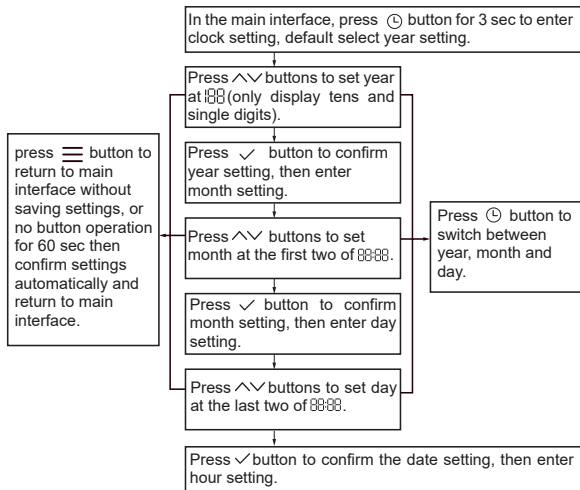 In the main interface, press button for 3 sec to enter
clock setting, default select year setting.
Press buttons to set year
at 188 (only display tens and
single digits).
Press ✓ button to confirm
year setting, then enter
month setting.
Press buttons to set
month at the first two of 88:88.
Press ✓ button to confirm
month setting, then enter day
setting.
Press buttons to set day
at the last two of 88:88.
Press ✓ button to confirm the date setting, then enter
hour setting.
press ☰ button to
return to main
interface without
saving settings, or
no button operation
for 60 sec then
confirm settings
automatically and
return to main
interface.
Press button to
switch between
year, month and
day.